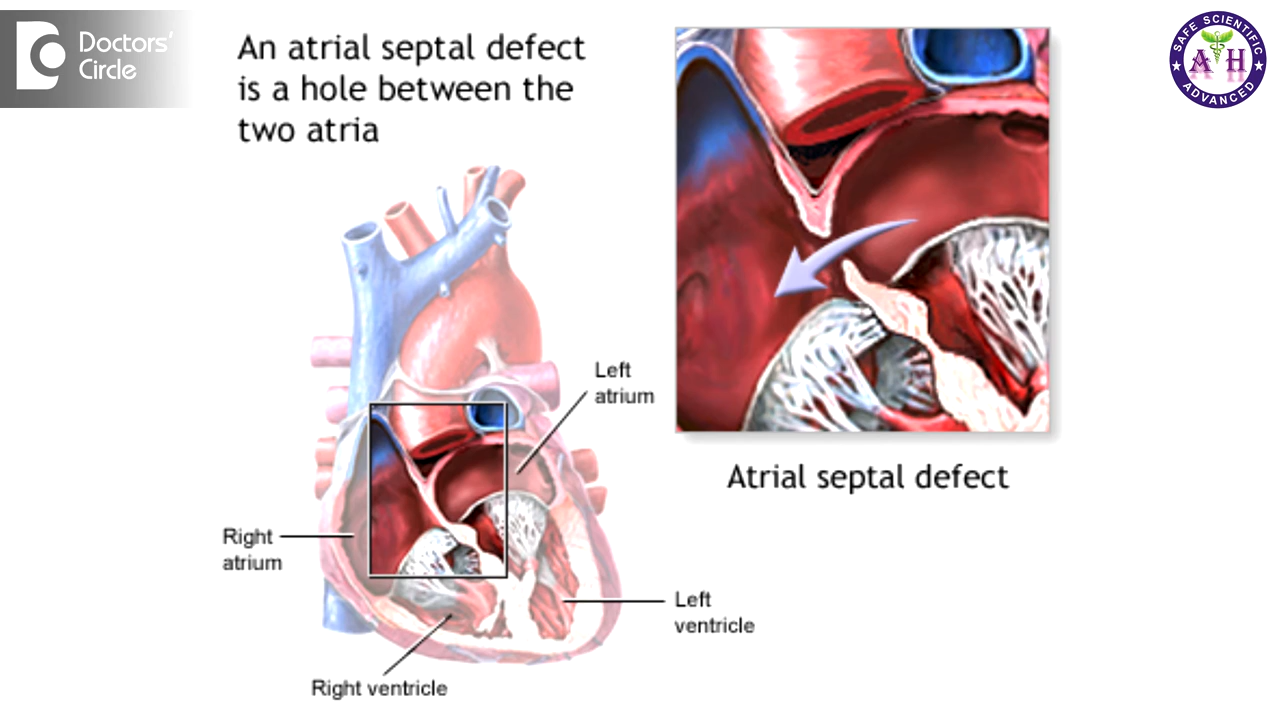 Doctors'
Circle
An atrial septal defect
is a hole between the
two atria
SAFE SCIENTIFIC
A H
ADVANCED
Left
atrium
Atrial septal defect
Right
atrium
Left
ventricle
Right ventricle